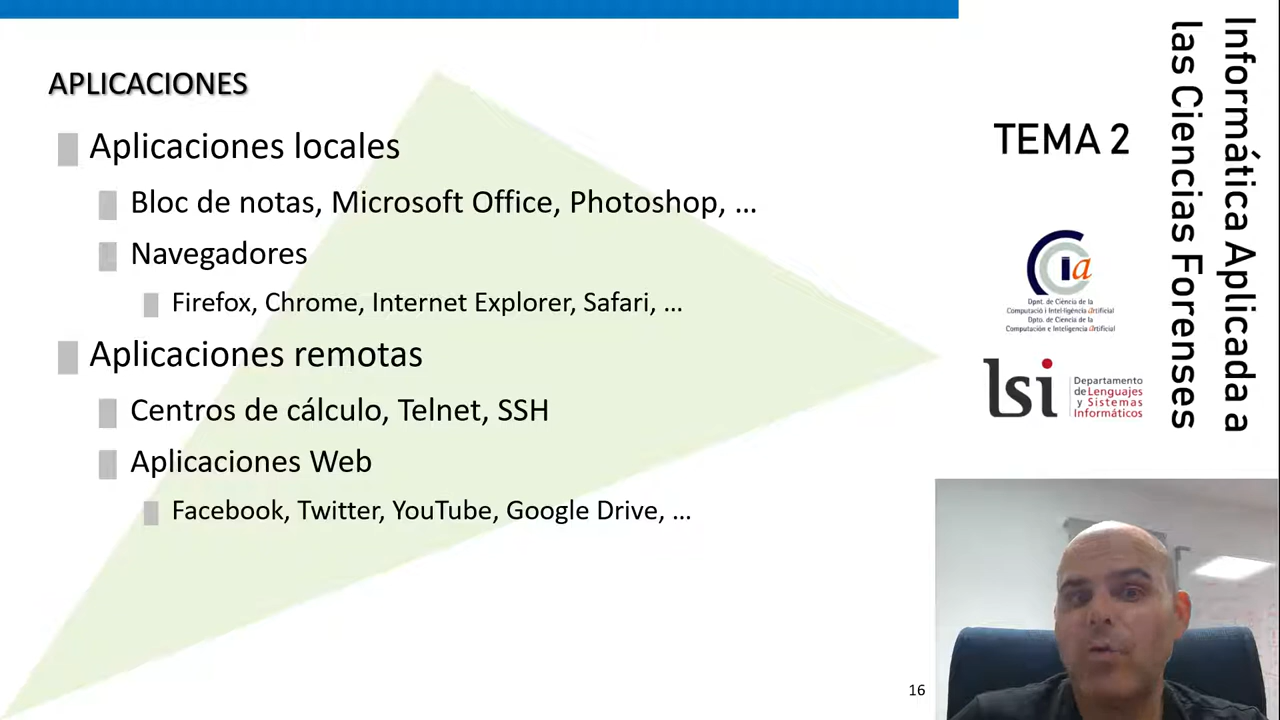 APLICACIONES
Aplicaciones locales
Bloc de notas, Microsoft Office, Photoshop, ...
Navegadores
Firefox, Chrome, Internet Explorer, Safari, ...
Aplicaciones remotas
Centros de cálculo, Telnet, SSH
Aplicaciones Web
Facebook, Twitter, YouTube, Google Drive, ...
16
TEMA 2
Informática Aplicada a
las Ciencias Forenses
ia
Dpnt. de Ciència de la
Computació i Intel·ligència artificial
Dpto. de Ciencia de la
Computación e Inteligencia artificial
lsi
Departamento
de Lenguajes
y Sistemas
Informáticos